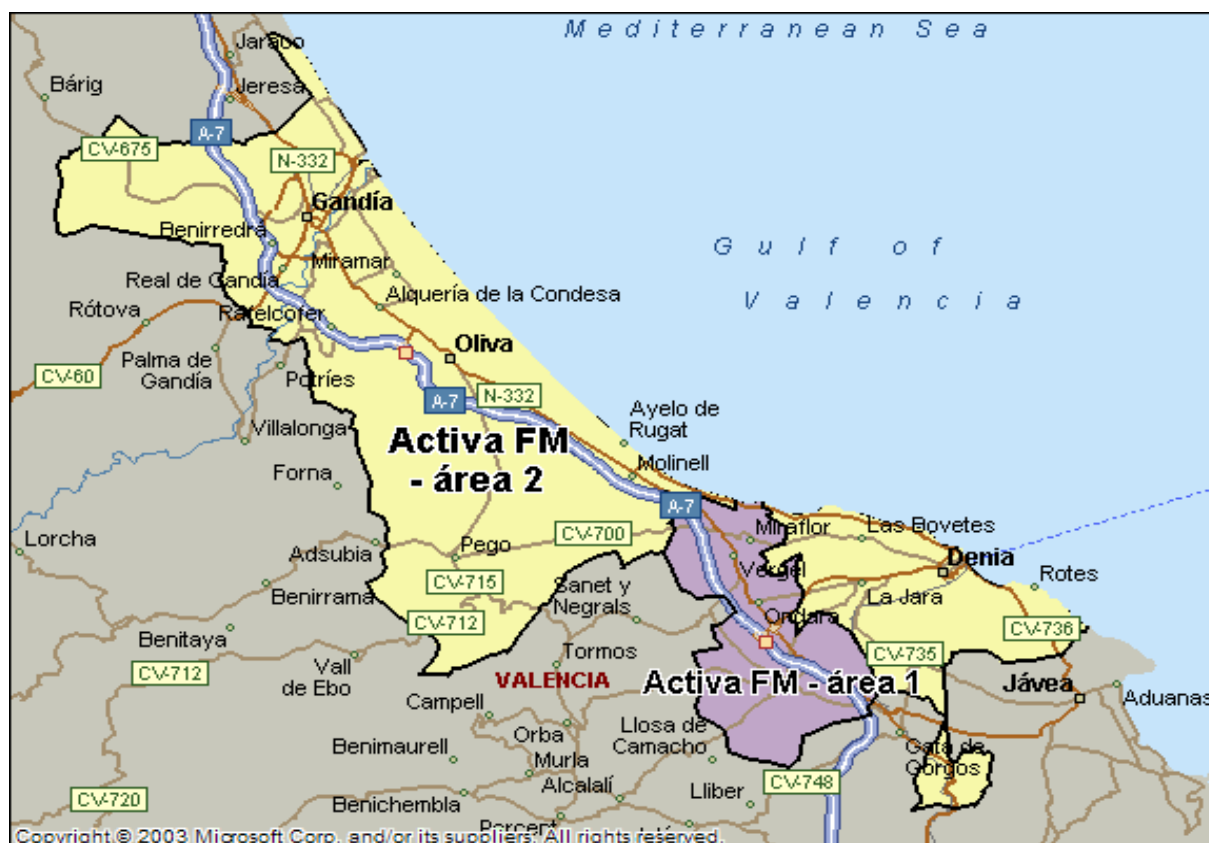 Mediterranean Sea
Jaraco
Bárig
Jeresa
A-7
CV-675
N-332
Gandía
Benirredrá
Gulf of
Valencia
Miramar
Real de Gandía
Alquería de la Condesa
Rótova
Rafelcofer
Oliva
Palma de
Gandía
Potríes
CV-60
N-332
A-7
Ayelo de
Rugat
Villalonga
Activa FM
- área 2
Molinell
Forna
A-7
Miraflor
Las Bovetes
CV-700
Lorcha
Adsubia
Pego
Vergel
Denia
Rotes
CV-715
Sanet y
Negrals
Benirrama
La Jara
Ondara
CV-712
CV-736
Benitaya
Tormos
CV-735
CV-712
Vall
de Ebo
VALENCIA
Activa FM - área 1
Jávea
Aduanas
Campell
Llosa de
Camacho
Orba
Gata de
Gorgos
Benimaurell
Murla
Alcalalí
Lliber
CV-748
CV-720
Benichembla
Parcent
Copyright © 2003 Microsoft Corp. and/or its suppliers. All rights reserved.